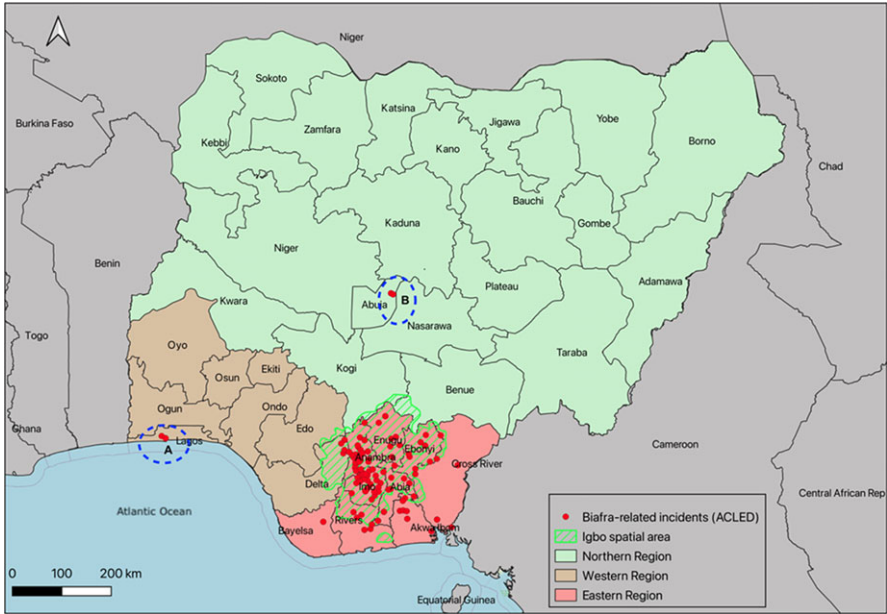 Niger
Sokoto
Katsina
Jigawa
Yobe
Burkina Faso
Zamfara
Borno
Kebbi
Kano
Chad
Bauchi
Gombe
Kaduna
Niger
Benin
Adamawa
Plateau
Kwara
Abuja
B
Nasarawa
Togo
Oyo
Taraba
Kogi
Ekiti
Osun
Benue
Ogun
Ondo
Edo
Ghana
Lagos
A
Enugu
Ebonyi
Anambra
Cameroon
Cross River
Delta
Imo
Abia
Central African Rep
Atlantic Ocean
Rivers
Bayelsa
Akwa Ibom
Biafra-related incidents (ACLED)
Igbo spatial area
Northern Region
Western Region
Eastern Region
0 100 200 km
Equatorial Guinea